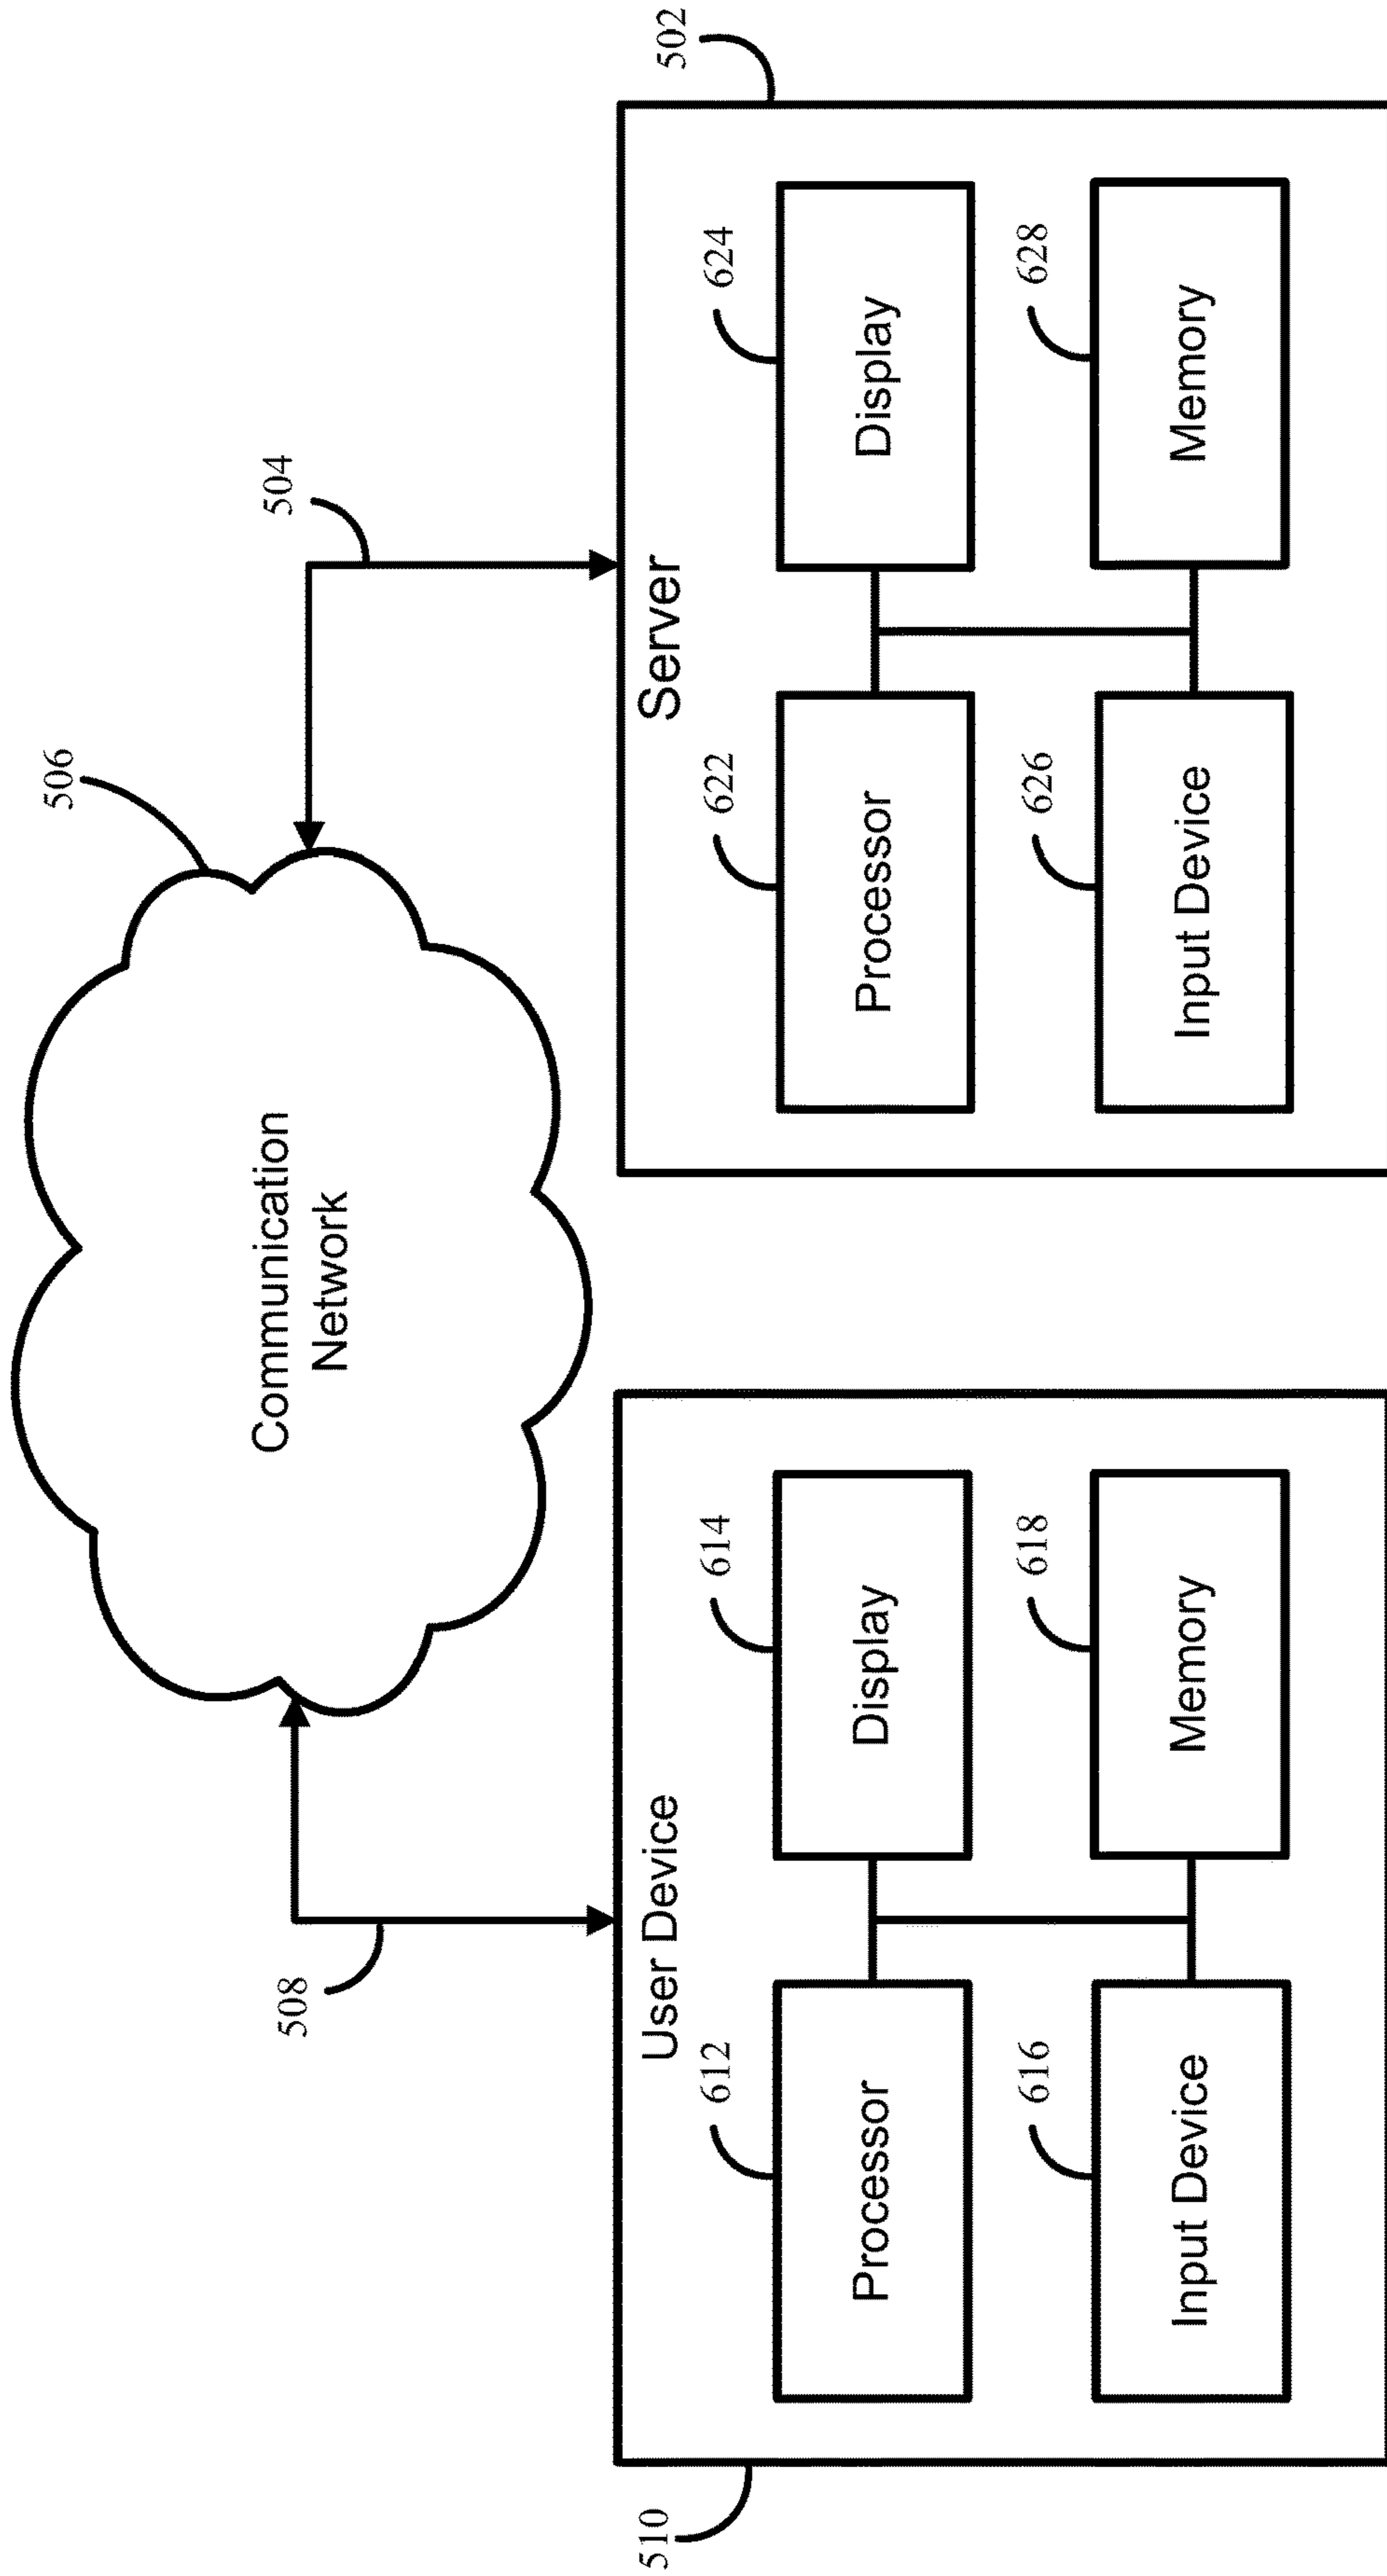 506
Communication
Network
508
504
510
User Device
612
Processor
614
Display
616
Input Device
618
Memory
502
Server
622
Processor
624
Display
626
Input Device
628
Memory